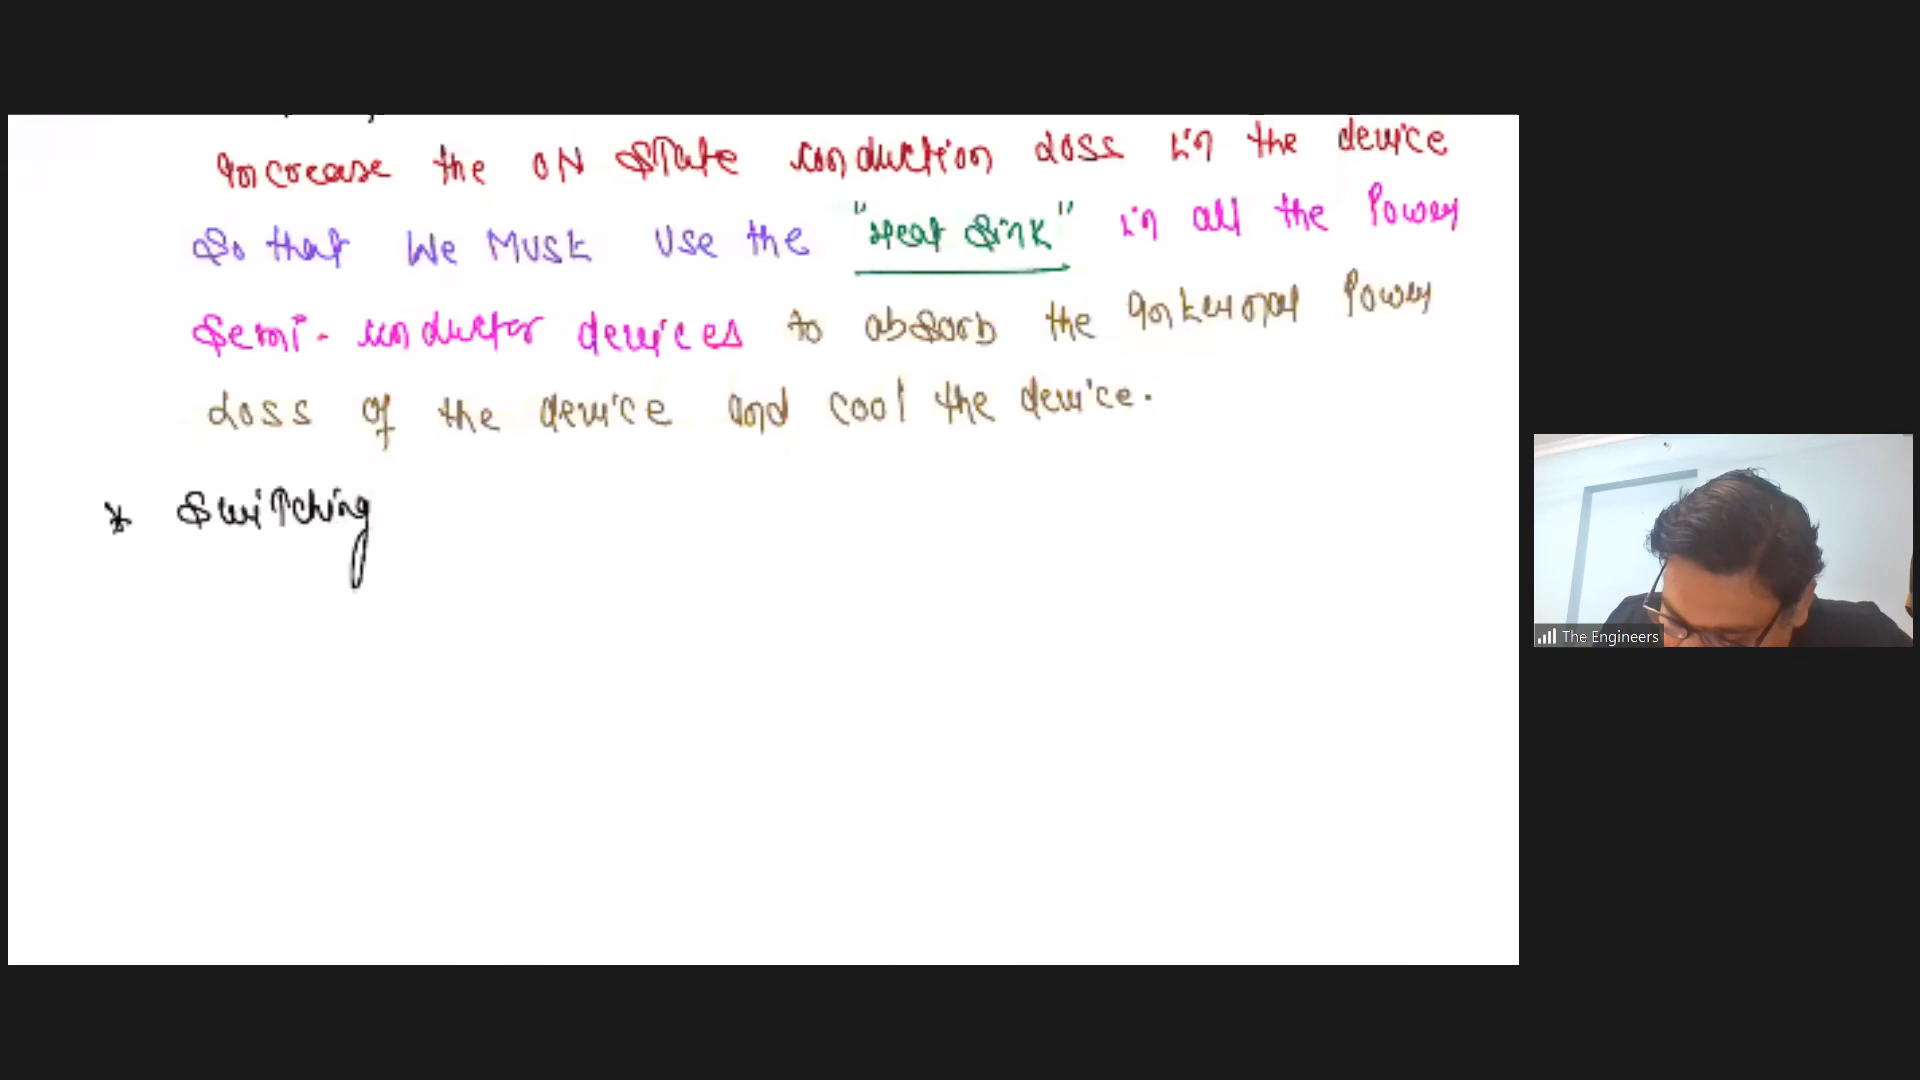 Increase the ON State conduction Loss in the device
So that We Must Use the "Heat Sink" in all the Power
Semi-conductor devices to absorb the Internal Power
Loss of the device and cool the device.
* Switching
The Engineers